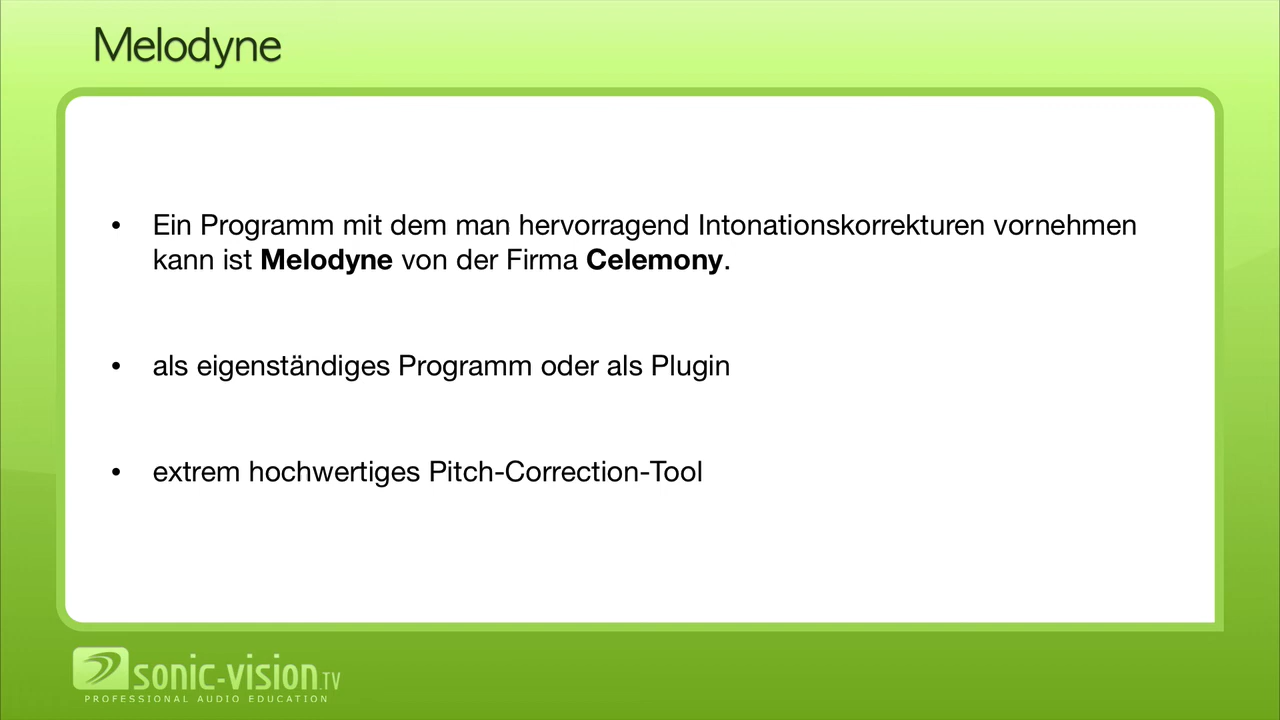 Melodyne
• Ein Programm mit dem man hervorragend Intonationskorrekturen vornehmen
kann ist Melodyne von der Firma Celemony.
• als eigenständiges Programm oder als Plugin
• extrem hochwertiges Pitch-Correction-Tool
sonic-vision.TV
PROFESSIONAL AUDIO EDUCATION